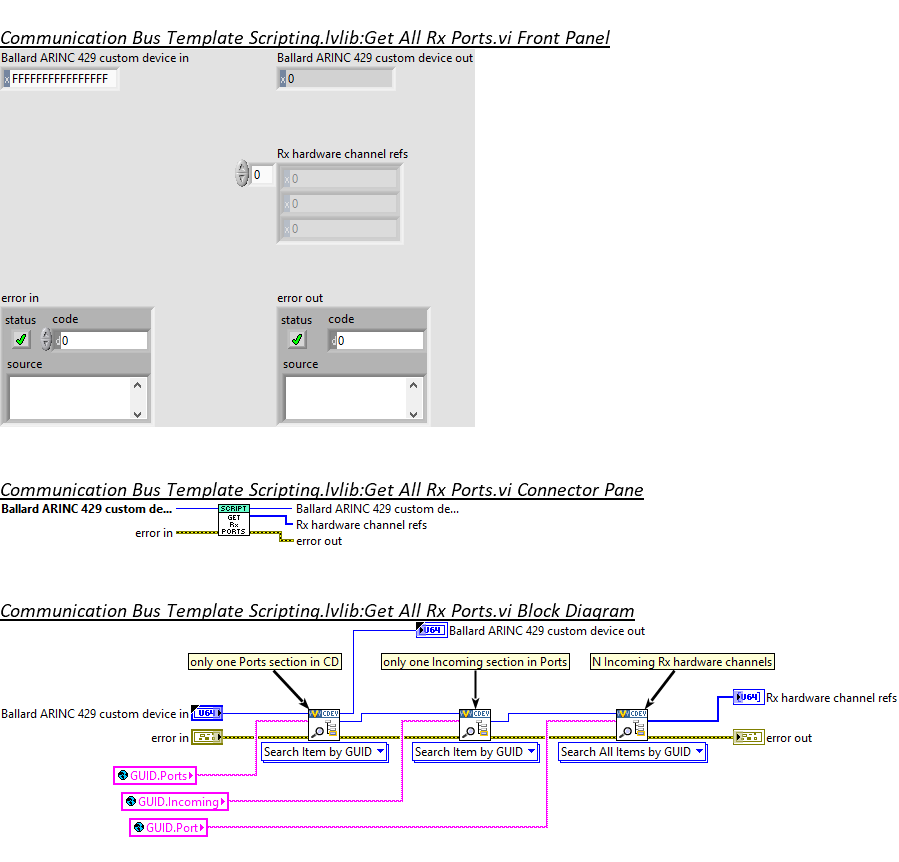 Communication Bus Template Scripting.lvlib:Get All Rx Ports.vi Front Panel
Ballard ARINC 429 custom device in
Ballard ARINC 429 custom device out
x FFFFFFFFFFFFFFFF
x 0
Rx hardware channel refs
0
x 0
x 0
x 0
error in
error out
status code
status code
d 0
d 0
source
source
Communication Bus Template Scripting.lvlib:Get All Rx Ports.vi Connector Pane
Ballard ARINC 429 custom de...
SCRIPT
GET
Rx
PORTS
Ballard ARINC 429 custom de...
Rx hardware channel refs
error in
error out
Communication Bus Template Scripting.lvlib:Get All Rx Ports.vi Block Diagram
U64
Ballard ARINC 429 custom device out
only one Ports section in CD
only one Incoming section in Ports
N Incoming Rx hardware channels
Ballard ARINC 429 custom device in
U64
CDEV
CDEV
CDEV
U64
Rx hardware channel refs
error in
error out
Search Item by GUID
Search Item by GUID
Search All Items by GUID
GUID.Ports
GUID.Incoming
GUID.Port